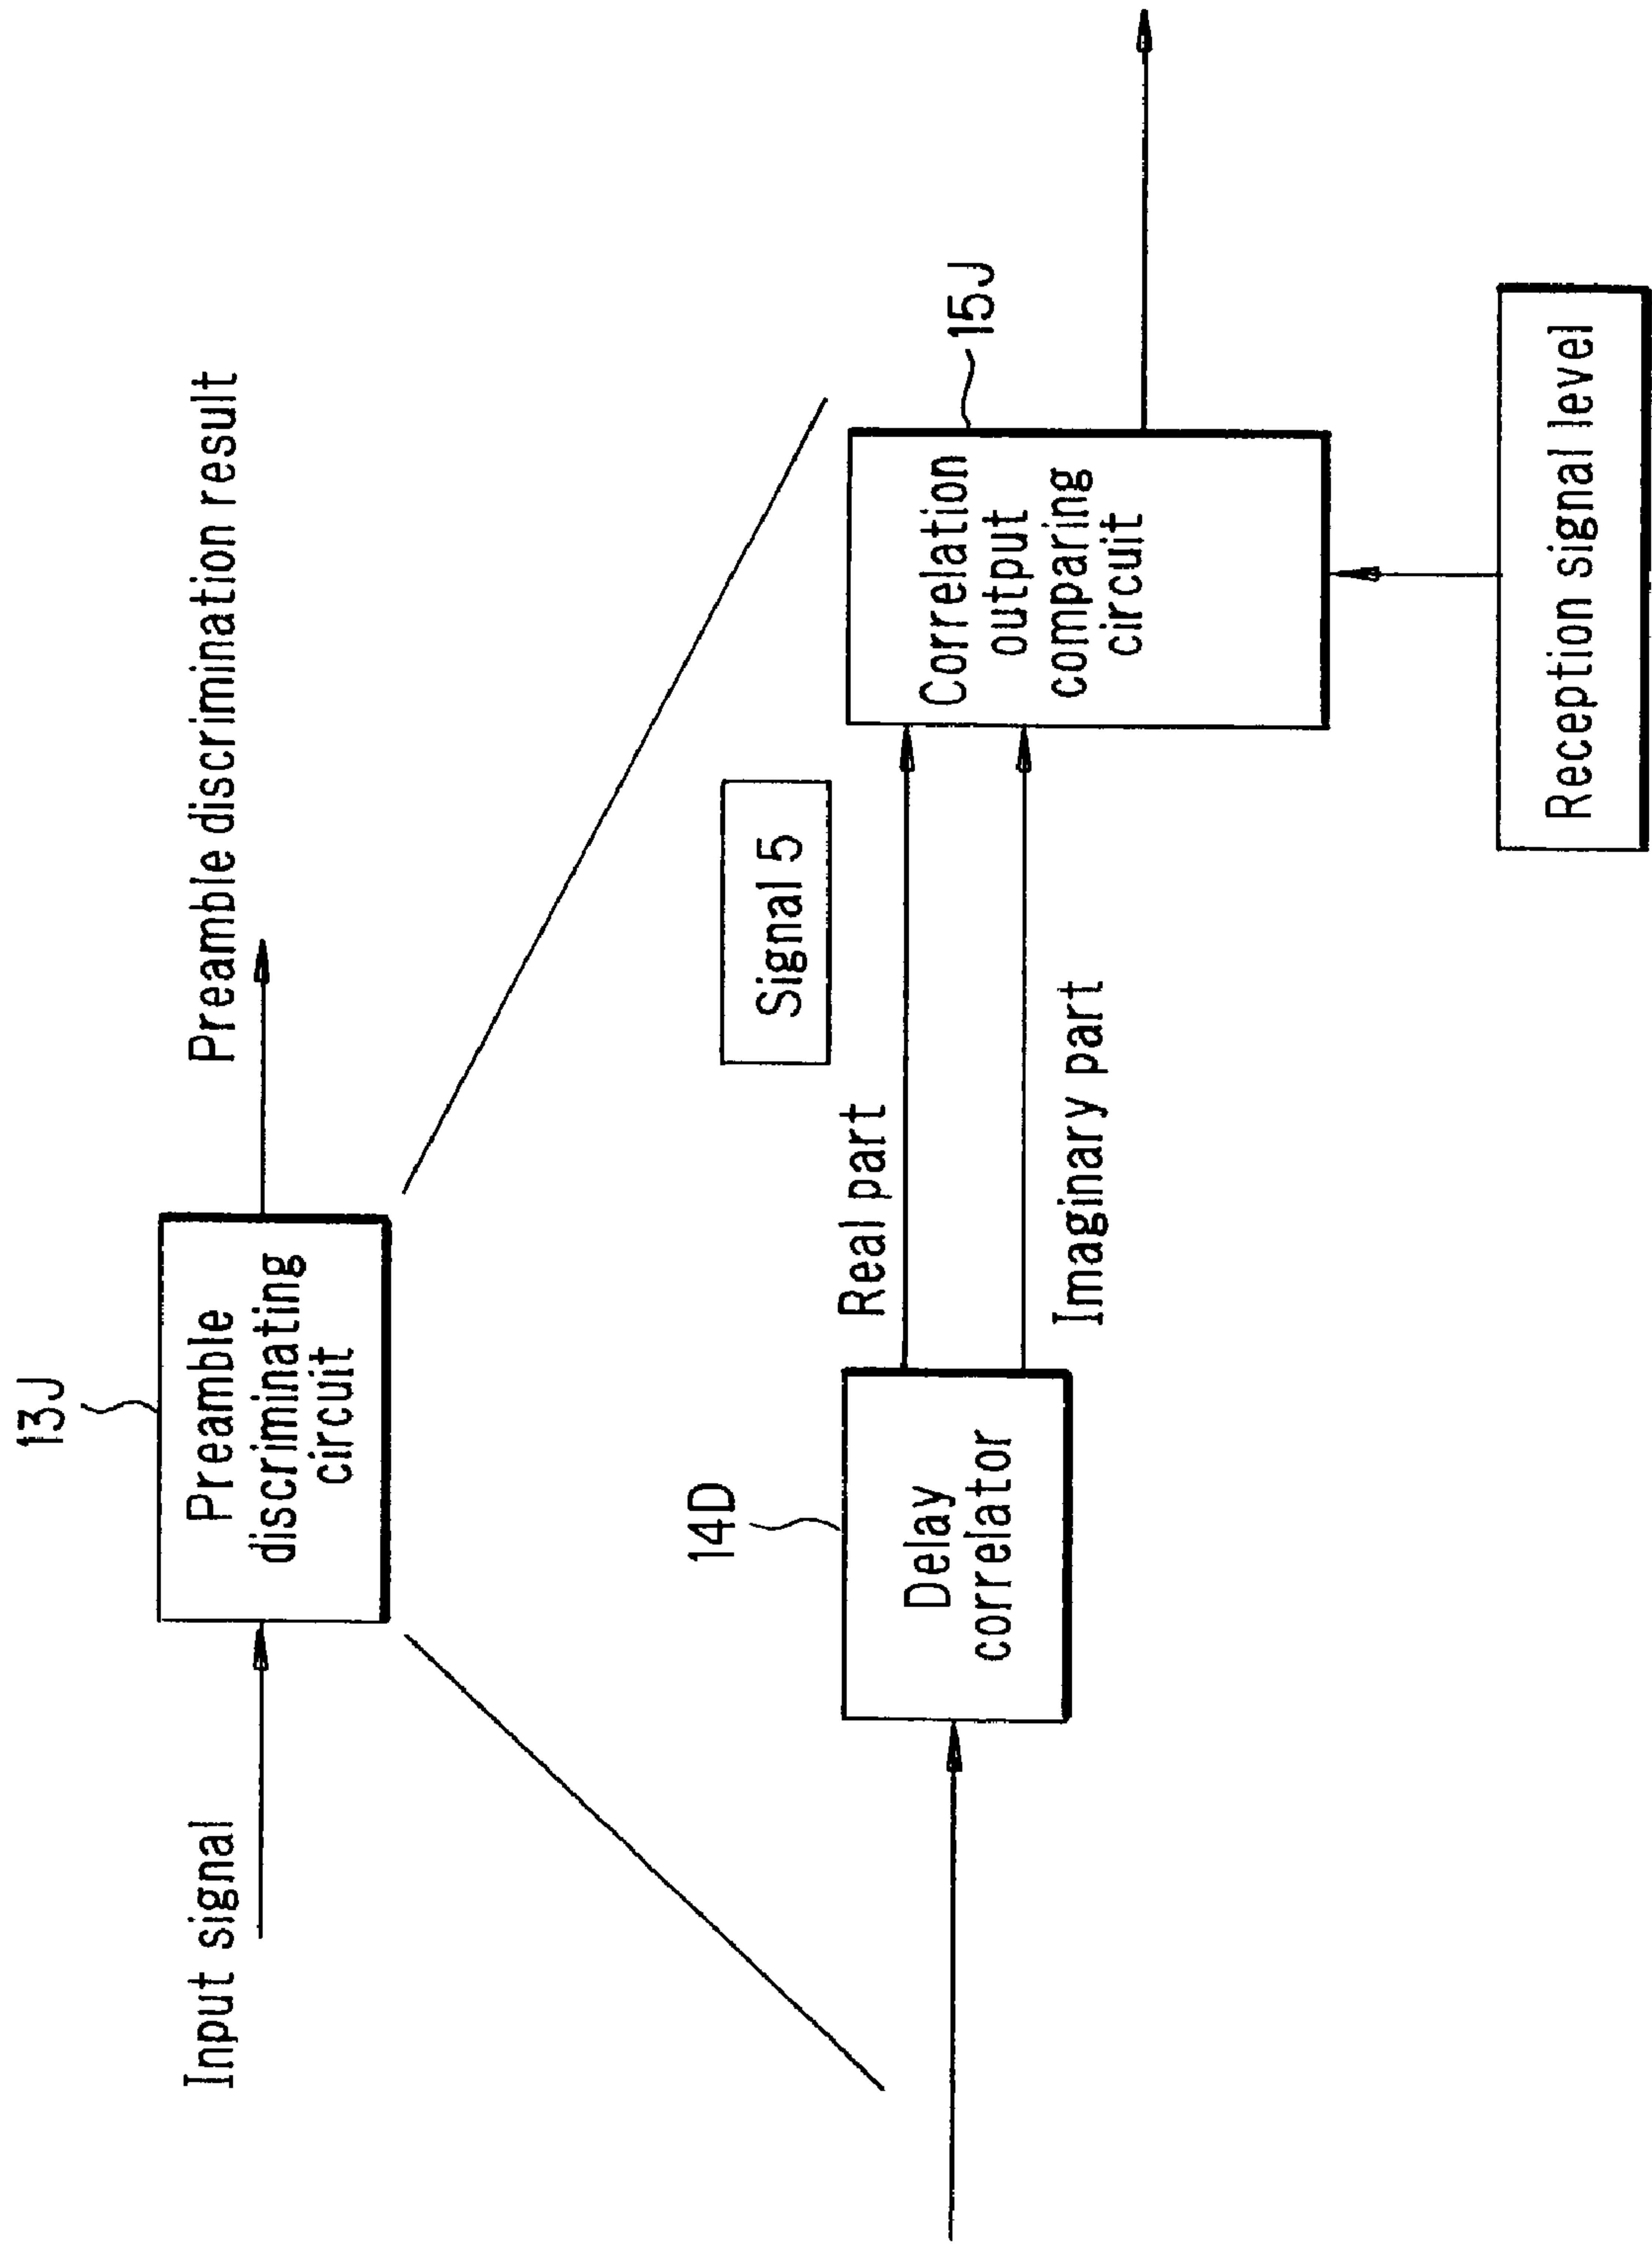 13J
Input signal
Preamble
discriminating
circuit
Preamble discrimination result
14D
Delay
correlator
Real part
Imaginary part
Signal 5
15J
Correlation
output
comparing
circuit
Reception signal level